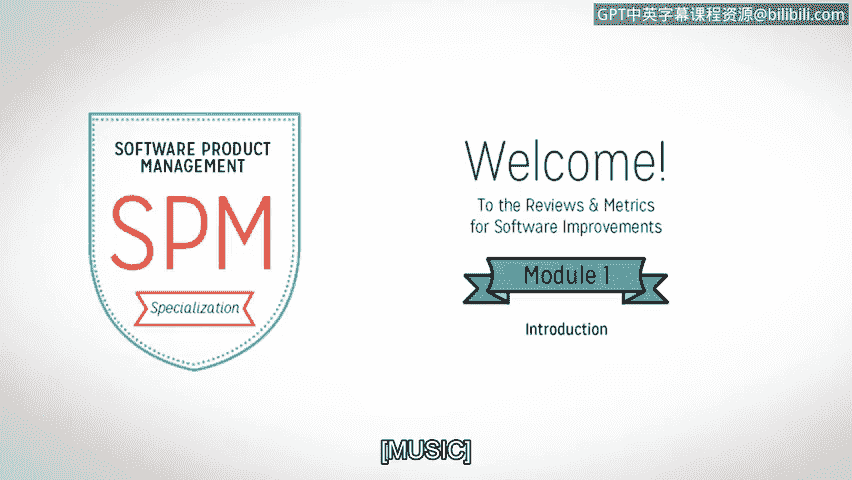 GPT中英字幕课程资源@bilibili.com
SOFTWARE PRODUCT
MANAGEMENT
SPM
Specialization
Welcome!
To the Reviews & Metrics
for Software Improvements
Module 1
Introduction
[MUSIC]